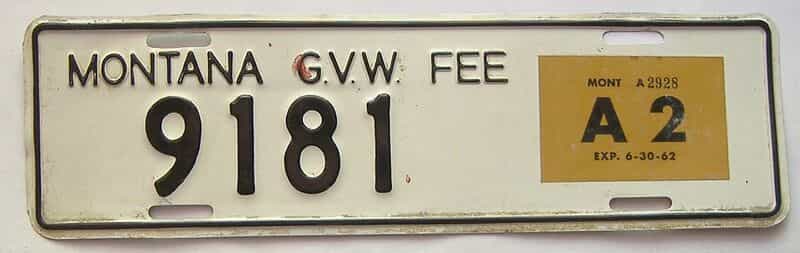 MONTANA G.V.W. FEE
9181
MONT A2928
A 2
EXP. 6-30-62